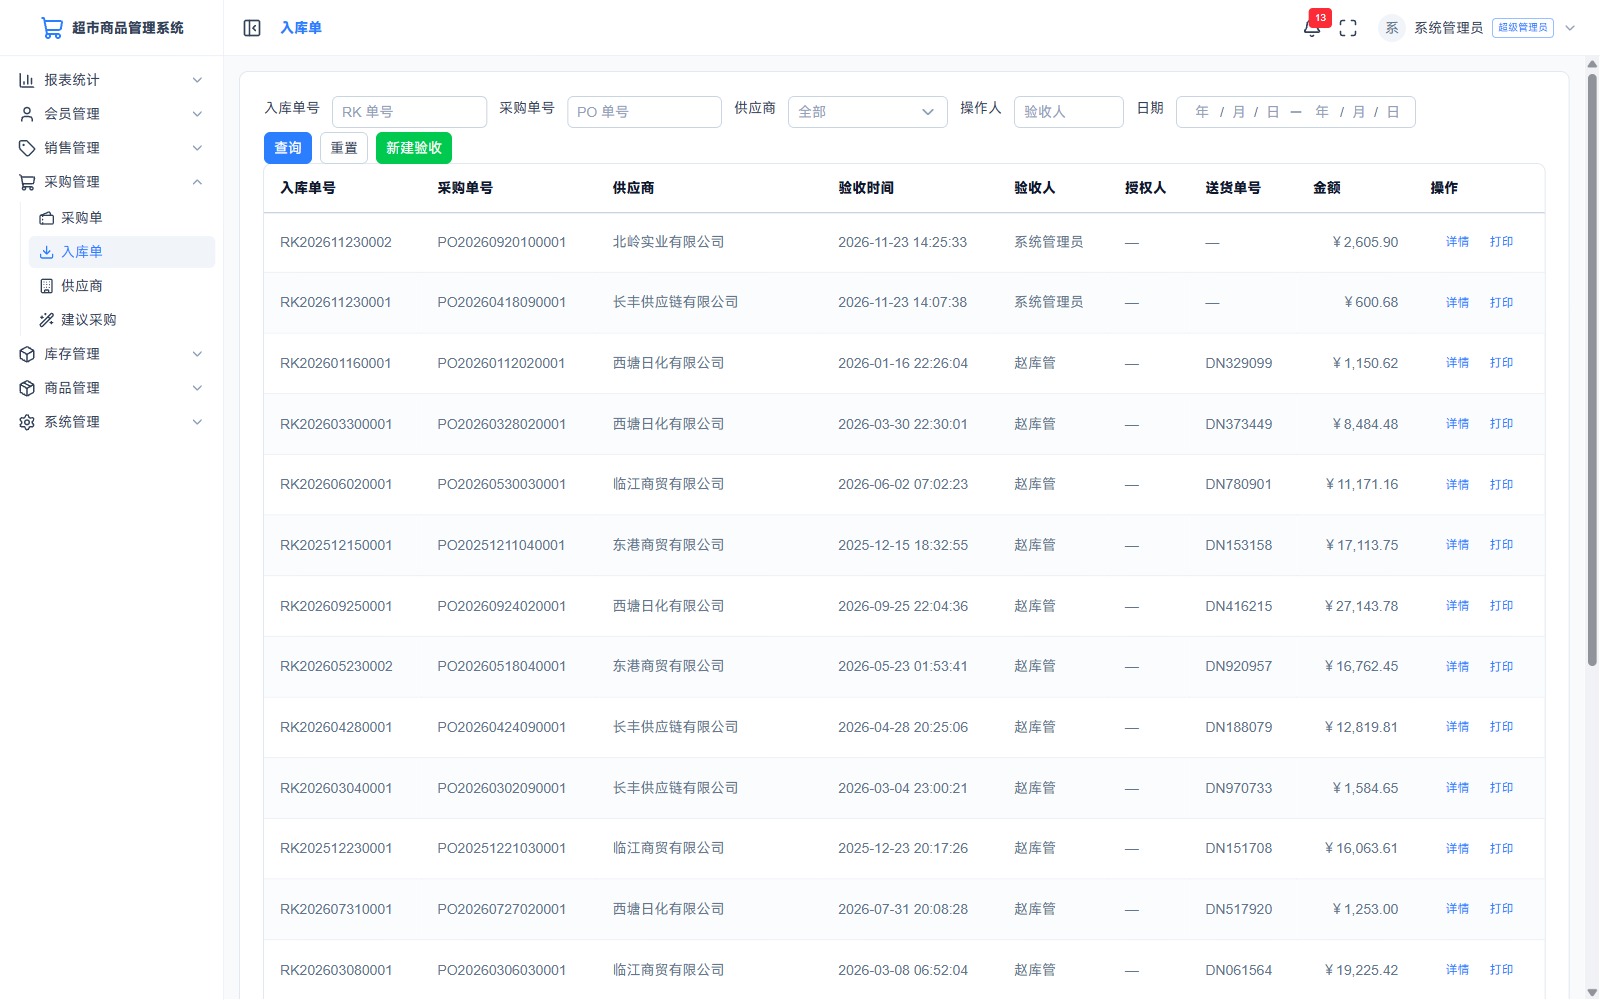 超市商品管理系统
入库单
13
系
系统管理员
超级管理员
报表统计
会员管理
销售管理
采购管理
采购单
入库单
供应商
建议采购
库存管理
商品管理
系统管理
入库单号 RK 单号 采购单号 PO 单号 供应商 全部 操作人 验收人 日期 年 / 月 / 日 — 年 / 月 / 日
查询 重置 新建验收
入库单号 采购单号 供应商 验收时间 验收人 授权人 送货单号 金额 操作
RK202611230002 PO20260920100001 北岭实业有限公司 2026-11-23 14:25:33 系统管理员 — — ¥2,605.90 详情 打印
RK202611230001 PO20260418090001 长丰供应链有限公司 2026-11-23 14:07:38 系统管理员 — — ¥600.68 详情 打印
RK202601160001 PO20260112020001 西塘日化有限公司 2026-01-16 22:26:04 赵库管 — DN329099 ¥1,150.62 详情 打印
RK202603300001 PO20260328020001 西塘日化有限公司 2026-03-30 22:30:01 赵库管 — DN373449 ¥8,484.48 详情 打印
RK202606020001 PO20260530030001 临江商贸有限公司 2026-06-02 07:02:23 赵库管 — DN780901 ¥11,171.16 详情 打印
RK202512150001 PO20251211040001 东港商贸有限公司 2025-12-15 18:32:55 赵库管 — DN153158 ¥17,113.75 详情 打印
RK202609250001 PO20260924020001 西塘日化有限公司 2026-09-25 22:04:36 赵库管 — DN416215 ¥27,143.78 详情 打印
RK202605230002 PO20260518040001 东港商贸有限公司 2026-05-23 01:53:41 赵库管 — DN920957 ¥16,762.45 详情 打印
RK202604280001 PO20260424090001 长丰供应链有限公司 2026-04-28 20:25:06 赵库管 — DN188079 ¥12,819.81 详情 打印
RK202603040001 PO20260302090001 长丰供应链有限公司 2026-03-04 23:00:21 赵库管 — DN970733 ¥1,584.65 详情 打印
RK202512230001 PO20251221030001 临江商贸有限公司 2025-12-23 20:17:26 赵库管 — DN151708 ¥16,063.61 详情 打印
RK202607310001 PO20260727020001 西塘日化有限公司 2026-07-31 20:08:28 赵库管 — DN517920 ¥1,253.00 详情 打印
RK202603080001 PO20260306030001 临江商贸有限公司 2026-03-08 06:52:04 赵库管 — DN061564 ¥19,225.42 详情 打印